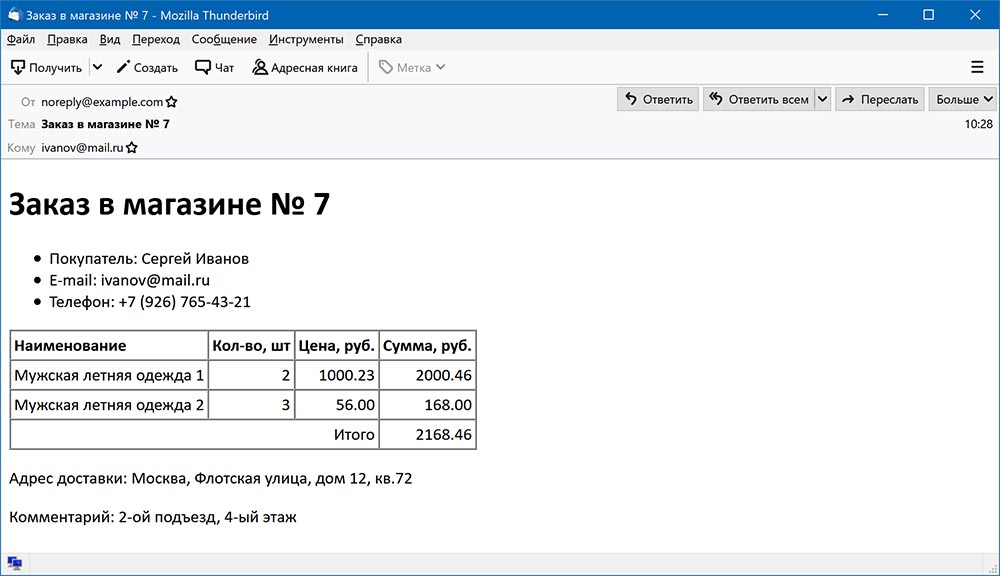 Заказ в магазине № 7 - Mozilla Thunderbird
Файл Правка Вид Переход Сообщение Инструменты Справка
Получить Создать Чат Адресная книга Метка
От noreply@example.com Ответить Ответить всем Переслать Больше
Тема Заказ в магазине № 7 10:28
Кому ivanov@mail.ru
Заказ в магазине № 7
Покупатель: Сергей Иванов
E-mail: ivanov@mail.ru
Телефон: +7 (926) 765-43-21
Наименование Кол-во, шт Цена, руб. Сумма, руб.
Мужская летняя одежда 1 2 1000.23 2000.46
Мужская летняя одежда 2 3 56.00 168.00
Итого 2168.46
Адрес доставки: Москва, Флотская улица, дом 12, кв.72
Комментарий: 2-ой подъезд, 4-ый этаж